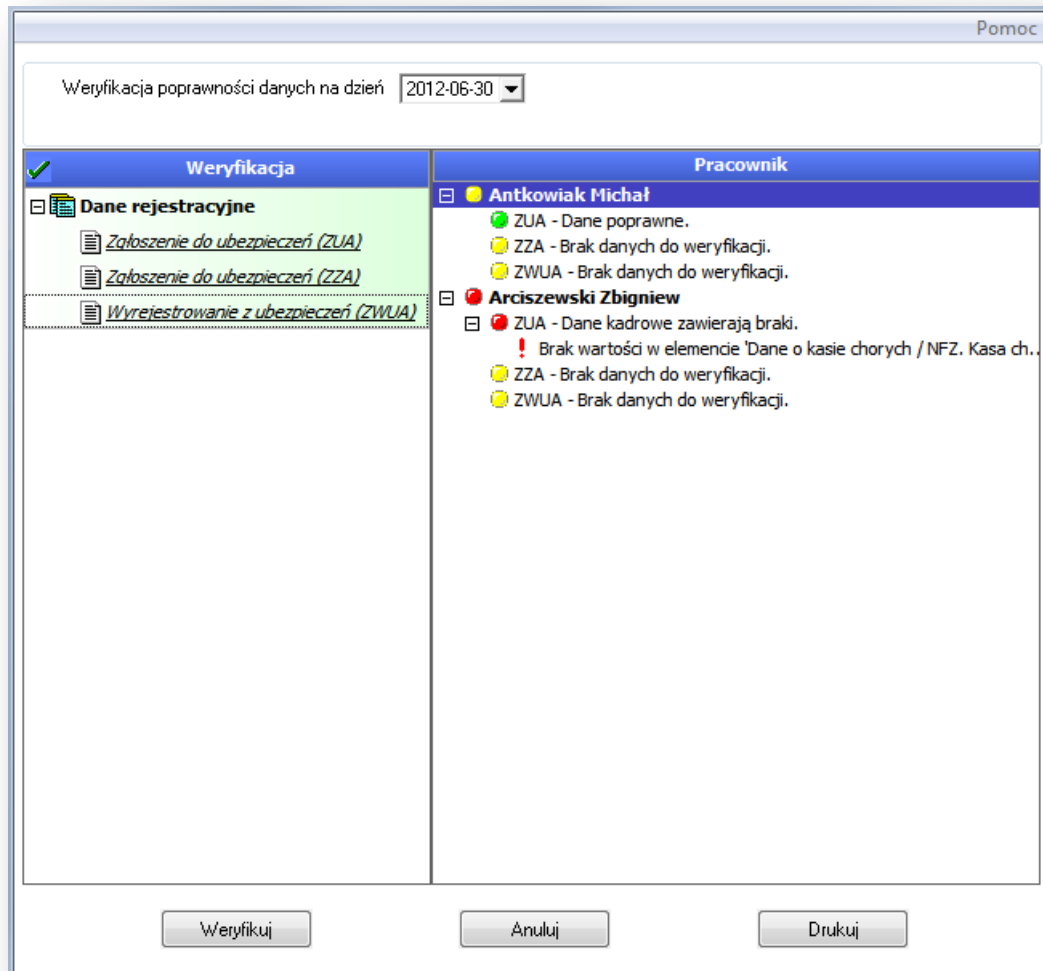 Pomoc
Weryfikacja poprawności danych na dzień 2012-06-30
Weryfikacja
Dane rejestracyjne
Zgłoszenie do ubezpieczeń (ZUA)
Zgłoszenie do ubezpieczeń (ZZA)
Wyrejestrowanie z ubezpieczeń (ZWUA)
Pracownik
Antkowiak Michał
ZUA - Dane poprawne.
ZZA - Brak danych do weryfikacji.
ZWUA - Brak danych do weryfikacji.
Arciszewski Zbigniew
ZUA - Dane kadrowe zawierają braki.
! Brak wartości w elemencie 'Dane o kasie chorych / NFZ. Kasa ch..
ZZA - Brak danych do weryfikacji.
ZWUA - Brak danych do weryfikacji.
Weryfikuj
Anuluj
Drukuj